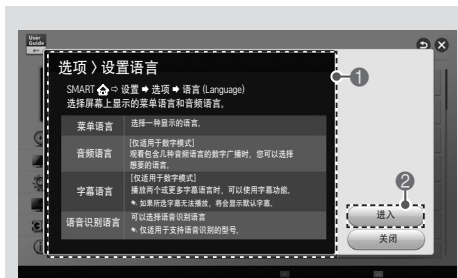 User
Guide
选项 〉设置语言
SMART ⇨ 设置 ➡ 选项 ➡ 语言 (Language)
选择屏幕上显示的菜单语言和音频语言。
菜单语言
选择一种显示的语言。
音频语言
[仅适用于数字模式]
观看包含几种音频语言的数字广播时，您可以选择
想要的语言。
字幕语言
[仅适用于数字模式]
播放两个或更多字幕语言时，可以使用字幕功能。
如果所选字幕无法播放，将会显示默认字幕。
语音识别语言
可以选择语音识别语言
仅适用于支持语音识别的型号。
1
2
进入
关闭